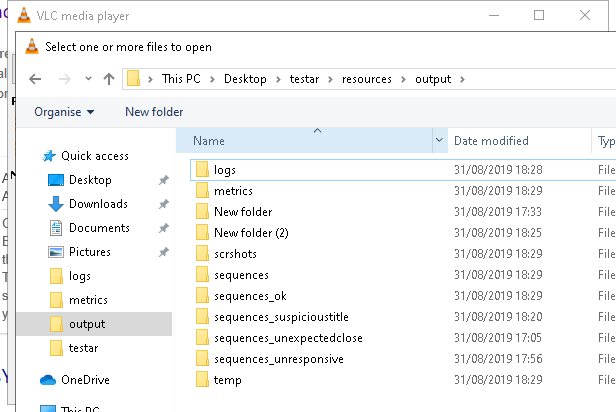 VLC media player
Select one or more files to open
This PC > Desktop > testar > resources > output >
Organise New folder
Name Date modified Typ
Quick access
Desktop
Downloads
Documents
Pictures
logs
metrics
output
testar
OneDrive
This PC
logs 31/08/2019 18:28 File
metrics 31/08/2019 18:29 File
New folder 31/08/2019 17:33 File
New folder (2) 31/08/2019 18:25 File
scrshots 31/08/2019 18:29 File
sequences 31/08/2019 18:29 File
sequences_ok 31/08/2019 18:29 File
sequences_suspicioustitle 31/08/2019 18:20 File
sequences_unexpectedclose 31/08/2019 17:05 File
sequences_unresponsive 31/08/2019 17:56 File
temp 31/08/2019 18:29 File